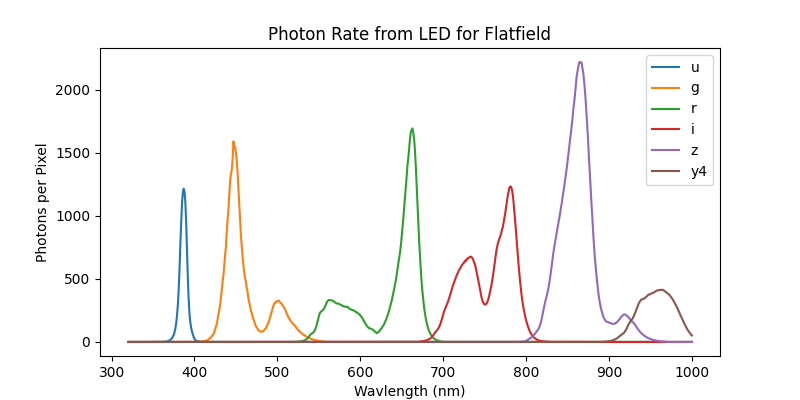 Photon Rate from LED for Flatfield
Photons per Pixel
2000
1500
1000
500
0
300
400
500
600
700
800
900
1000
Wavlength (nm)
u
g
r
i
z
y4